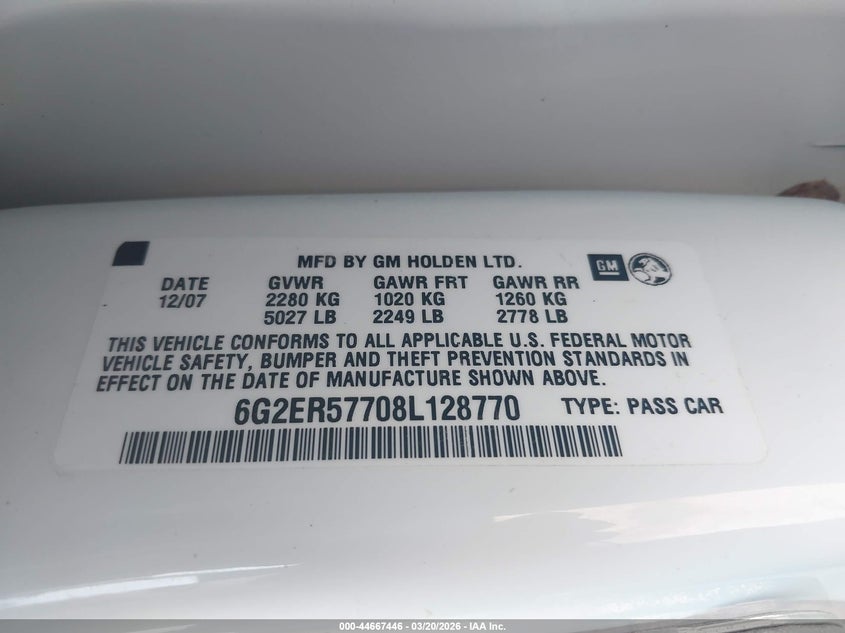 MFD BY GM HOLDEN LTD. GM
DATE GVWR GAWR FRT GAWR RR
12/07 2280 KG 1020 KG 1260 KG
5027 LB 2249 LB 2778 LB
THIS VEHICLE CONFORMS TO ALL APPLICABLE U.S. FEDERAL MOTOR
VEHICLE SAFETY, BUMPER AND THEFT PREVENTION STANDARDS IN
EFFECT ON THE DATE OF MANUFACTURE SHOWN ABOVE.
6G2ER57708L128770 TYPE: PASS CAR
000-44667446 - 03/20/2026 - IAA Inc.